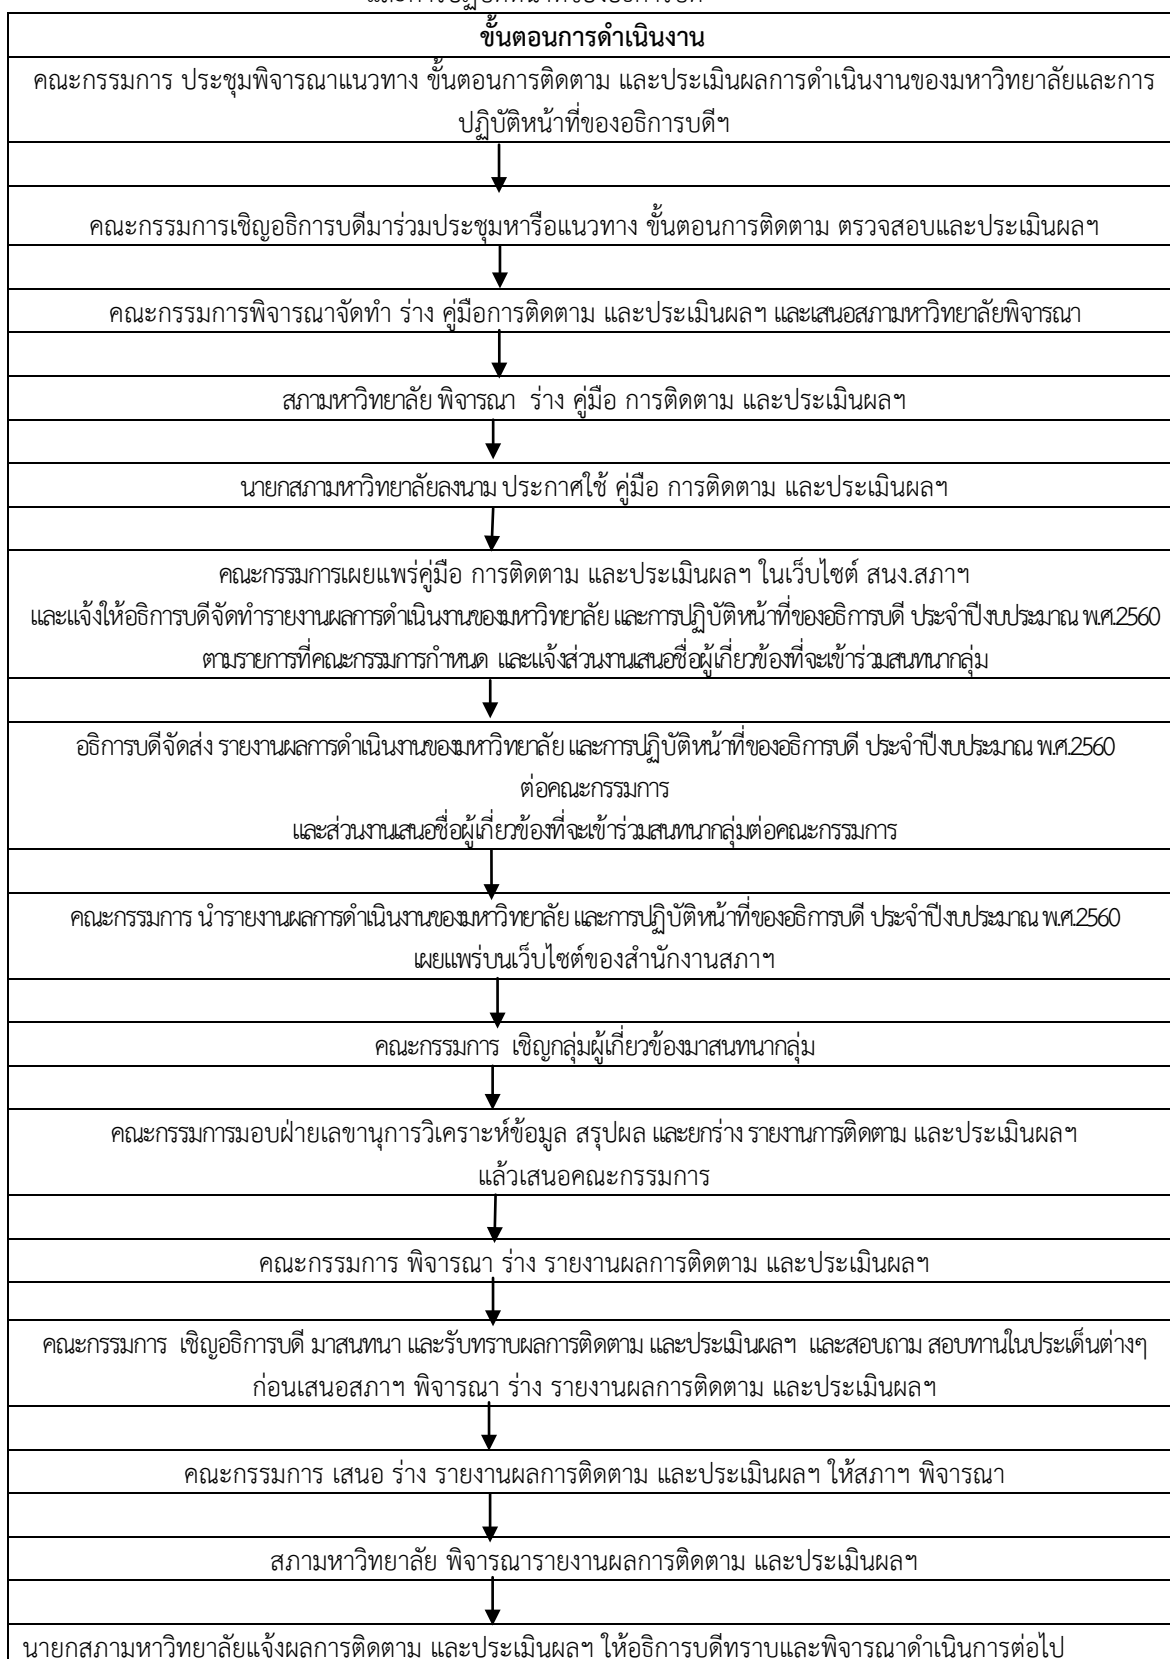 และการปฏิบัติหน้าที่ของอธิการบดี
ขั้นตอนการดำเนินงาน
คณะกรรมการ ประชุมพิจารณาแนวทาง ขั้นตอนการติดตาม และประเมินผลการดำเนินงานของมหาวิทยาลัยและการ
ปฏิบัติหน้าที่ของอธิการบดีฯ
คณะกรรมการเชิญอธิการบดีมาร่วมประชุมหารือแนวทาง ขั้นตอนการติดตาม ตรวจสอบและประเมินผลฯ
คณะกรรมการพิจารณาจัดทำ ร่าง คู่มือการติดตาม และประเมินผลฯ และเสนอสภามหาวิทยาลัยพิจารณา
สภามหาวิทยาลัย พิจารณา ร่าง คู่มือ การติดตาม และประเมินผลฯ
นายกสภามหาวิทยาลัยลงนาม ประกาศใช้ คู่มือ การติดตาม และประเมินผลฯ
คณะกรรมการเผยแพร่คู่มือ การติดตาม และประเมินผลฯ ในเว็บไซต์ สนง.สภาฯ
และแจ้งให้อธิการบดีจัดทำรายงานผลการดำเนินงานของมหาวิทยาลัย และการปฏิบัติหน้าที่ของอธิการบดี ประจำปีงบประมาณ พ.ศ.2560
ตามรายการที่คณะกรรมการกำหนด และแจ้งส่วนงานเสนอชื่อผู้เกี่ยวข้องที่จะเข้าร่วมสนทนากลุ่ม
อธิการบดีจัดส่ง รายงานผลการดำเนินงานของมหาวิทยาลัย และการปฏิบัติหน้าที่ของอธิการบดี ประจำปีงบประมาณ พ.ศ.2560
ต่อคณะกรรมการ
และส่วนงานเสนอชื่อผู้เกี่ยวข้องที่จะเข้าร่วมสนทนากลุ่มต่อคณะกรรมการ
คณะกรรมการ นำรายงานผลการดำเนินงานของมหาวิทยาลัย และการปฏิบัติหน้าที่ของอธิการบดี ประจำปีงบประมาณ พ.ศ.2560
เผยแพร่บนเว็บไซต์ของสำนักงานสภาฯ
คณะกรรมการ เชิญกลุ่มผู้เกี่ยวข้องมาสนทนากลุ่ม
คณะกรรมการมอบฝ่ายเลขานุการวิเคราะห์ข้อมูล สรุปผล และยกร่าง รายงานการติดตาม และประเมินผลฯ
แล้วเสนอคณะกรรมการ
คณะกรรมการ พิจารณา ร่าง รายงานผลการติดตาม และประเมินผลฯ
คณะกรรมการ เชิญอธิการบดี มาสนทนา และรับทราบผลการติดตาม และประเมินผลฯ และสอบถาม สอบทานในประเด็นต่างๆ
ก่อนเสนอสภาฯ พิจารณา ร่าง รายงานผลการติดตาม และประเมินผลฯ
คณะกรรมการ เสนอ ร่าง รายงานผลการติดตาม และประเมินผลฯ ให้สภาฯ พิจารณา
สภามหาวิทยาลัย พิจารณารายงานผลการติดตาม และประเมินผลฯ
นายกสภามหาวิทยาลัยแจ้งผลการติดตาม และประเมินผลฯ ให้อธิการบดีทราบและพิจารณาดำเนินการต่อไป